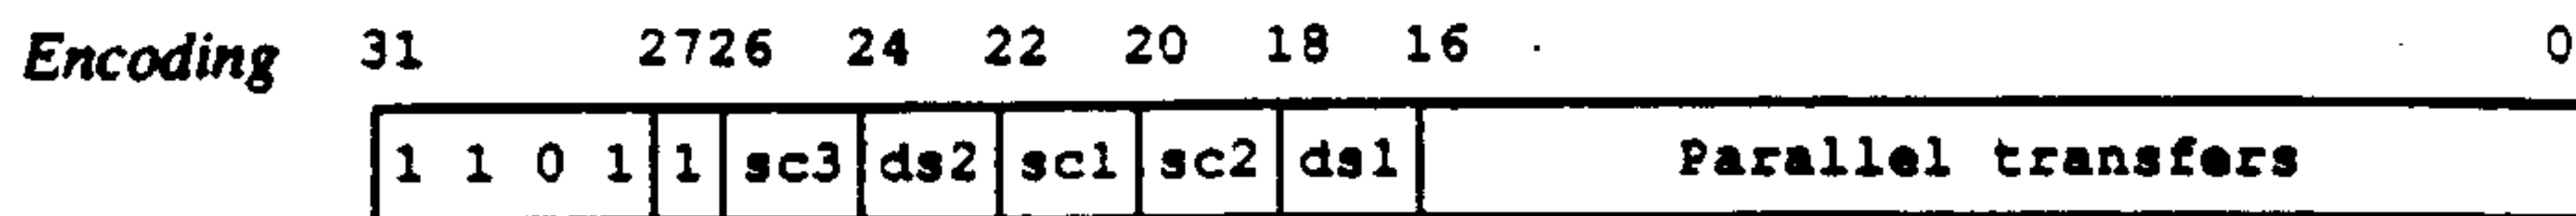 Encoding 31 2726 24 22 20 18 16 0
1 1 0 1 1 sc3 ds2 sc1 sc2 ds1 Parallel transfers